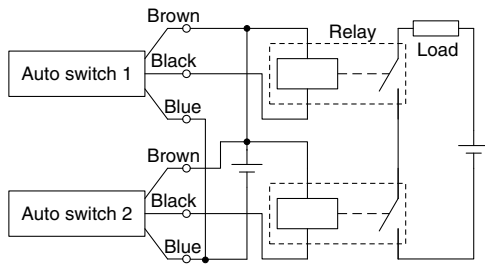 Brown
Relay
Load
Black
Auto switch 1
Blue
Brown
Black
Auto switch 2
Blue